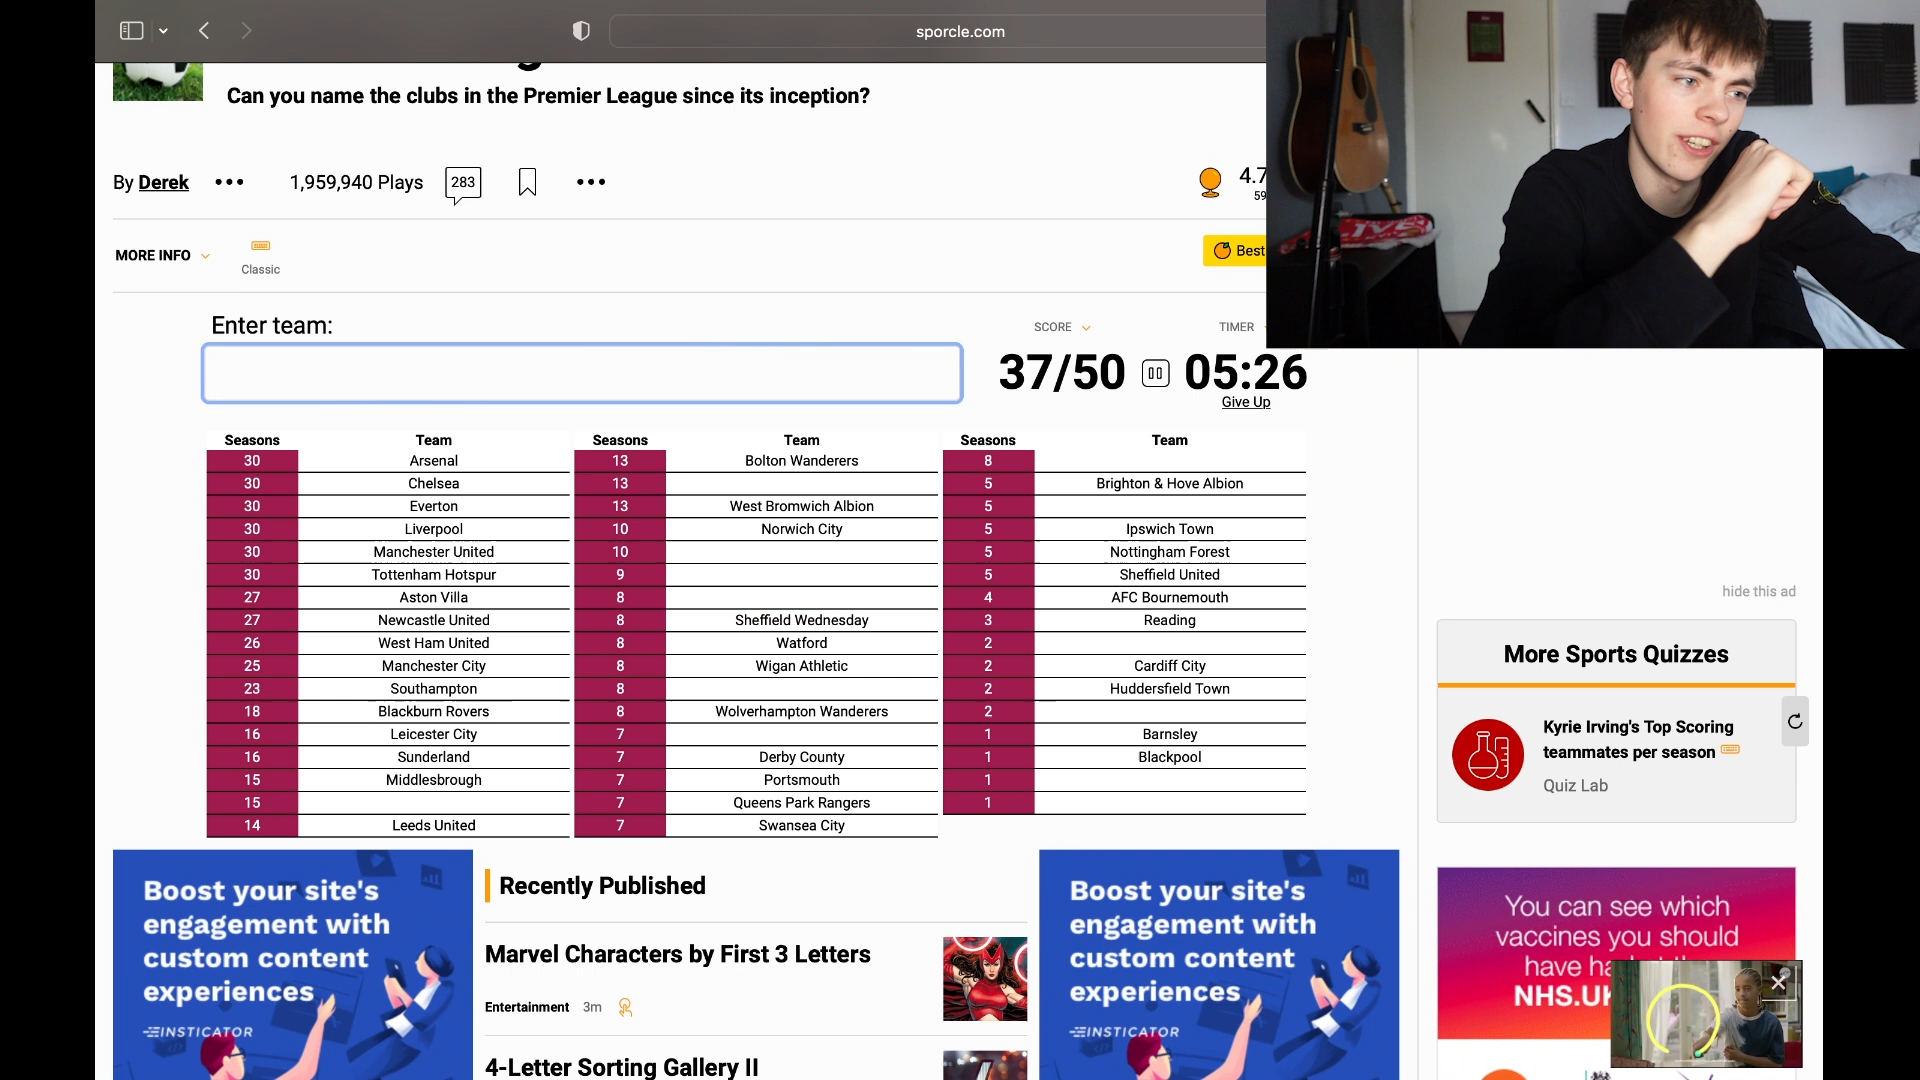 sporcle.com
Can you name the clubs in the Premier League since its inception?
By Derek ••• 1,959,940 Plays 283 •••
4.7
59
MORE INFO
Classic
Best
Enter team:
SCORE TIMER
37/50 05:26
Give Up
Seasons Team Seasons Team Seasons Team
30 Arsenal 13 Bolton Wanderers 8
30 Chelsea 13 5 Brighton & Hove Albion
30 Everton 13 West Bromwich Albion 5
30 Liverpool 10 Norwich City 5 Ipswich Town
30 Manchester United 10 5 Nottingham Forest
30 Tottenham Hotspur 9 5 Sheffield United
27 Aston Villa 8 4 AFC Bournemouth
27 Newcastle United 8 Sheffield Wednesday 3 Reading
26 West Ham United 8 Watford 2
25 Manchester City 8 Wigan Athletic 2 Cardiff City
23 Southampton 8 2 Huddersfield Town
18 Blackburn Rovers 8 Wolverhampton Wanderers 2
16 Leicester City 7 1 Barnsley
16 Sunderland 7 Derby County 1 Blackpool
15 Middlesbrough 7 Portsmouth 1
15 7 Queens Park Rangers 1
14 Leeds United 7 Swansea City
hide this ad
More Sports Quizzes
Kyrie Irving's Top Scoring
teammates per season
Quiz Lab
Boost your site's
engagement with
custom content
experiences
INSTICATOR
Recently Published
Marvel Characters by First 3 Letters
Entertainment 3m
4-Letter Sorting Gallery II
Boost your site's
engagement with
custom content
experiences
INSTICATOR
You can see which
vaccines you should
have
NHS.UK